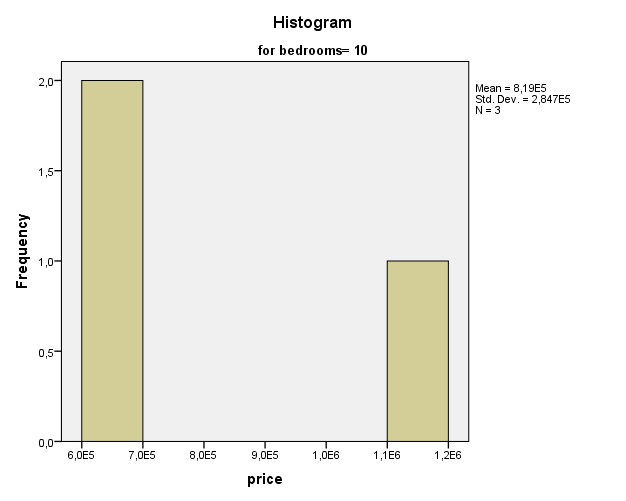 Histogram
for bedrooms= 10
Mean = 8,19E5
Std. Dev. = 2,847E5
N = 3
Frequency
2,0
1,5
1,0
0,5
0,0
6,0E5 7,0E5 8,0E5 9,0E5 1,0E6 1,1E6 1,2E6
price